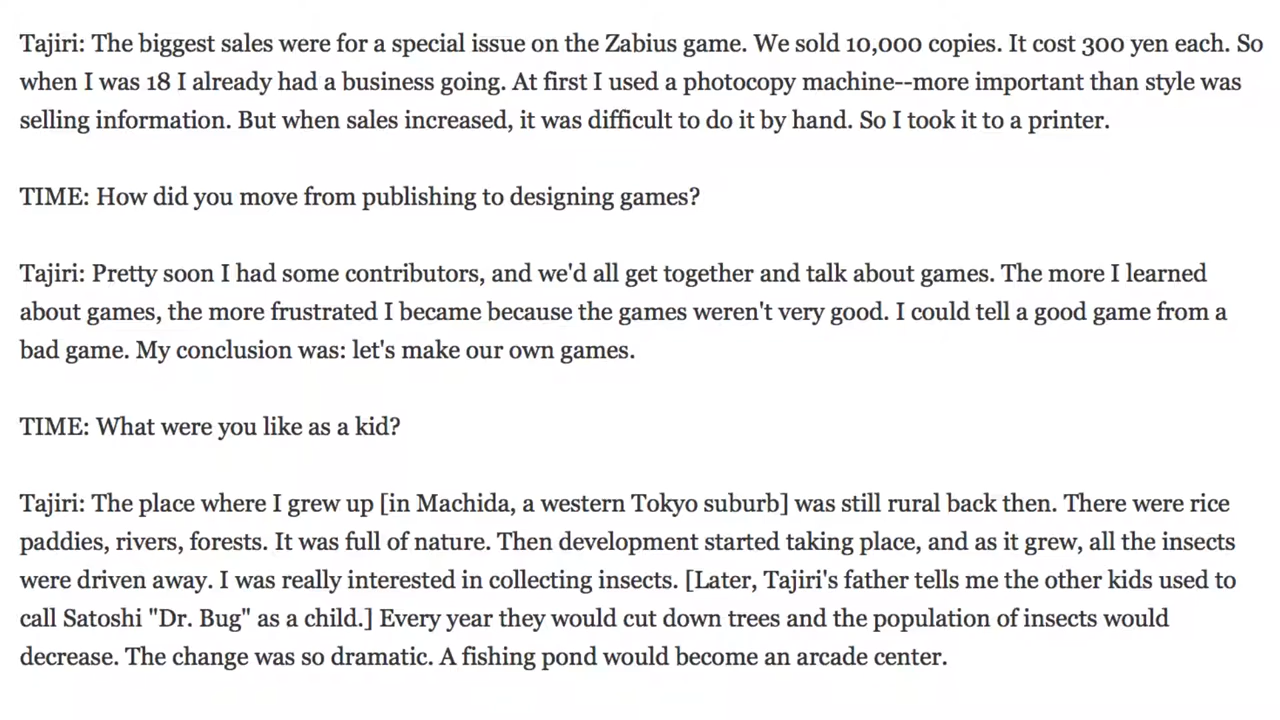 Tajiri: The biggest sales were for a special issue on the Zabius game. We sold 10,000 copies. It cost 300 yen each. So
when I was 18 I already had a business going. At first I used a photocopy machine--more important than style was
selling information. But when sales increased, it was difficult to do it by hand. So I took it to a printer.
TIME: How did you move from publishing to designing games?
Tajiri: Pretty soon I had some contributors, and we'd all get together and talk about games. The more I learned
about games, the more frustrated I became because the games weren't very good. I could tell a good game from a
bad game. My conclusion was: let's make our own games.
TIME: What were you like as a kid?
Tajiri: The place where I grew up [in Machida, a western Tokyo suburb] was still rural back then. There were rice
paddies, rivers, forests. It was full of nature. Then development started taking place, and as it grew, all the insects
were driven away. I was really interested in collecting insects. [Later, Tajiri's father tells me the other kids used to
call Satoshi "Dr. Bug" as a child.] Every year they would cut down trees and the population of insects would
decrease. The change was so dramatic. A fishing pond would become an arcade center.